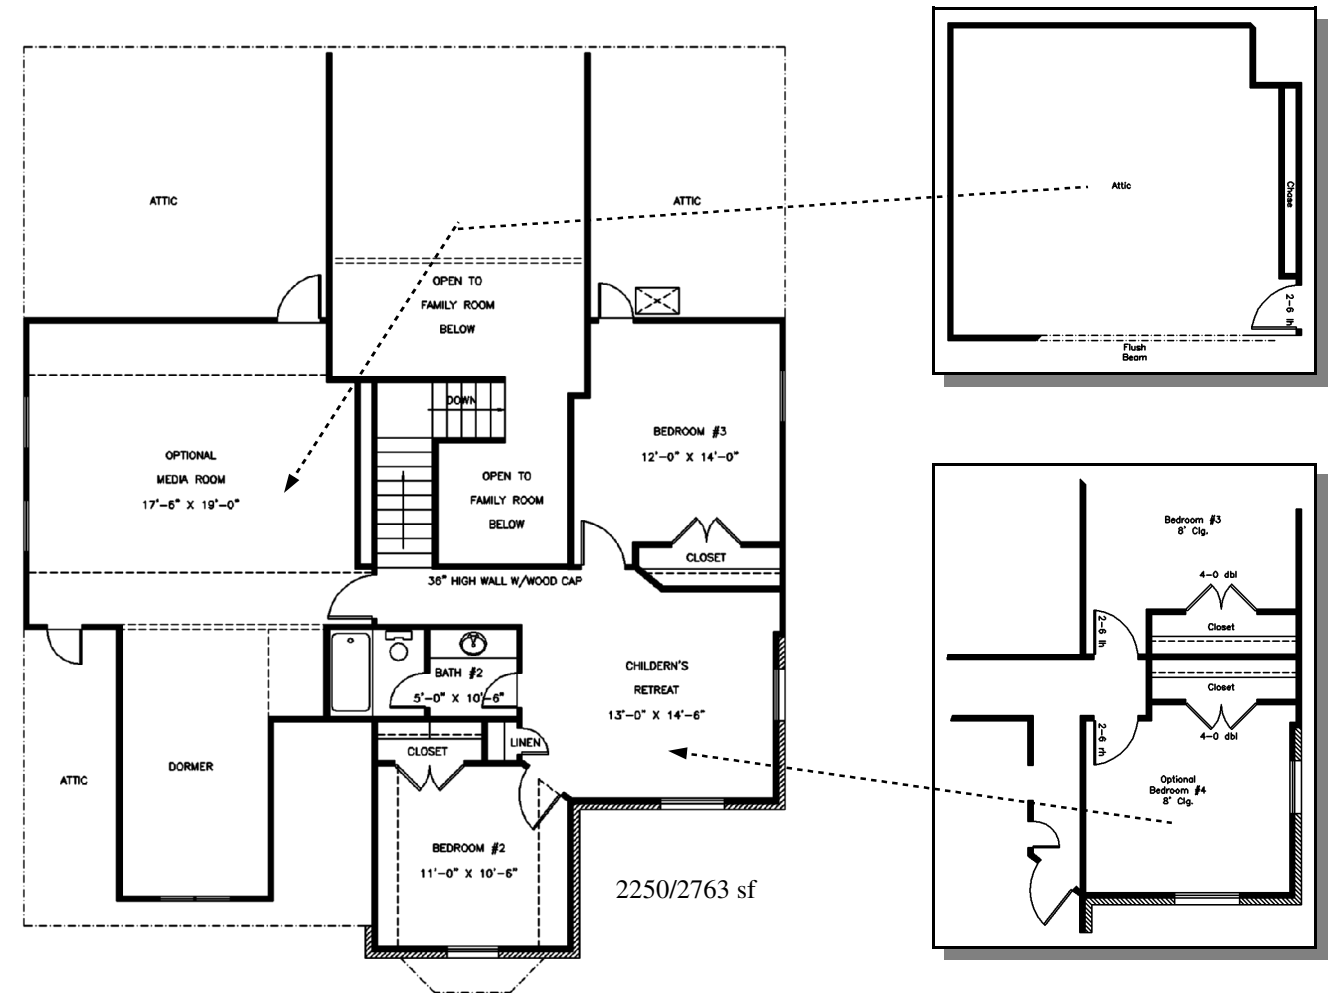 ATTIC
ATTIC
OPEN TO
FAMILY ROOM
BELOW
DOWN
BEDROOM #3
12'-0" X 14'-0"
OPTIONAL
MEDIA ROOM
17'-6" X 19'-0"
OPEN TO
FAMILY ROOM
BELOW
CLOSET
36" HIGH WALL W/WOOD CAP
BATH #2
5'-0" X 10'-6"
CHILDERN'S
RETREAT
13'-0" X 14'-6"
LINEN
CLOSET
ATTIC
DORMER
BEDROOM #2
11'-0" X 10'-6"
2250/2763 sf
Attic
Chase
2-6 lh
Flush
Beam
Bedroom #3
8' Clg.
4-0 dbl
Closet
2-6 lh
Closet
4-0 dbl
2-6 rh
Optional
Bedroom #4
8' Clg.